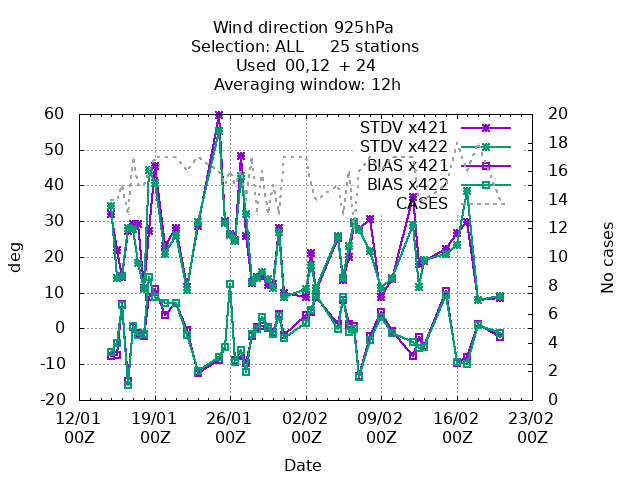 Wind direction 925hPa
Selection: ALL 25 stations
Used 00,12 + 24
Averaging window: 12h
STDV x421
STDV x422
BIAS x421
BIAS x422
CASES
deg
60
50
40
30
20
10
0
-10
-20
No cases
20
18
16
14
12
10
8
6
4
2
0
12/01 19/01 26/01 02/02 09/02 16/02 23/02
00Z 00Z 00Z 00Z 00Z 00Z 00Z
Date